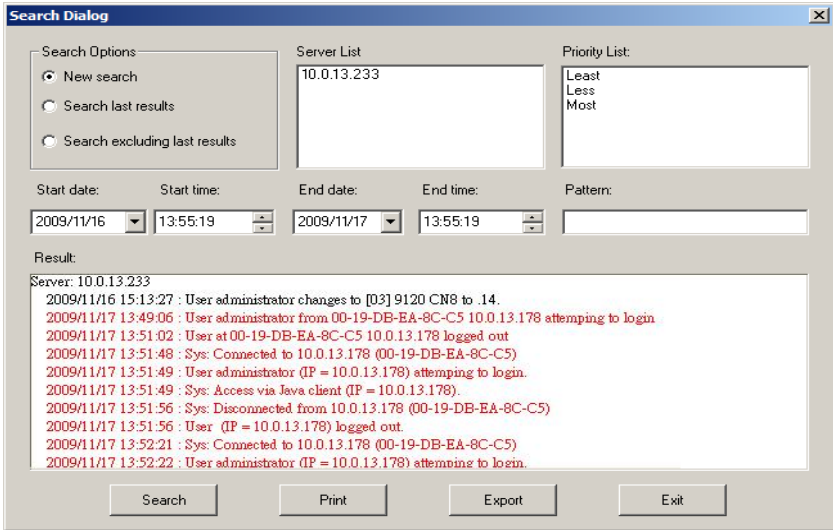 Search Dialog
Search Options
New search
Search last results
Search excluding last results
Server List
10.0.13.233
Priority List:
Least
Less
Most
Start date:
Start time:
End date:
End time:
Pattern:
2009/11/16
13:55:19
2009/11/17
13:55:19
Result:
Server: 10.0.13.233
2009/11/16 15:13:27 : User administrator changes to [03] 9120 CN8 to .14.
2009/11/17 13:49:06 : User administrator from 00-19-DB-EA-8C-C5 10.0.13.178 attemping to login
2009/11/17 13:51:02 : User at 00-19-DB-EA-8C-C5 10.0.13.178 logged out
2009/11/17 13:51:48 : Sys: Connected to 10.0.13.178 (00-19-DB-EA-8C-C5)
2009/11/17 13:51:49 : User administrator (IP = 10.0.13.178) attemping to login.
2009/11/17 13:51:49 : Sys: Access via Java client (IP = 10.0.13.178).
2009/11/17 13:51:56 : Sys: Disconnected from 10.0.13.178 (00-19-DB-EA-8C-C5)
2009/11/17 13:51:56 : User (IP = 10.0.13.178) logged out.
2009/11/17 13:52:21 : Sys: Connected to 10.0.13.178 (00-19-DB-EA-8C-C5)
2009/11/17 13:52:22 : User administrator (IP = 10.0.13.178) attemping to login.
Search
Print
Export
Exit